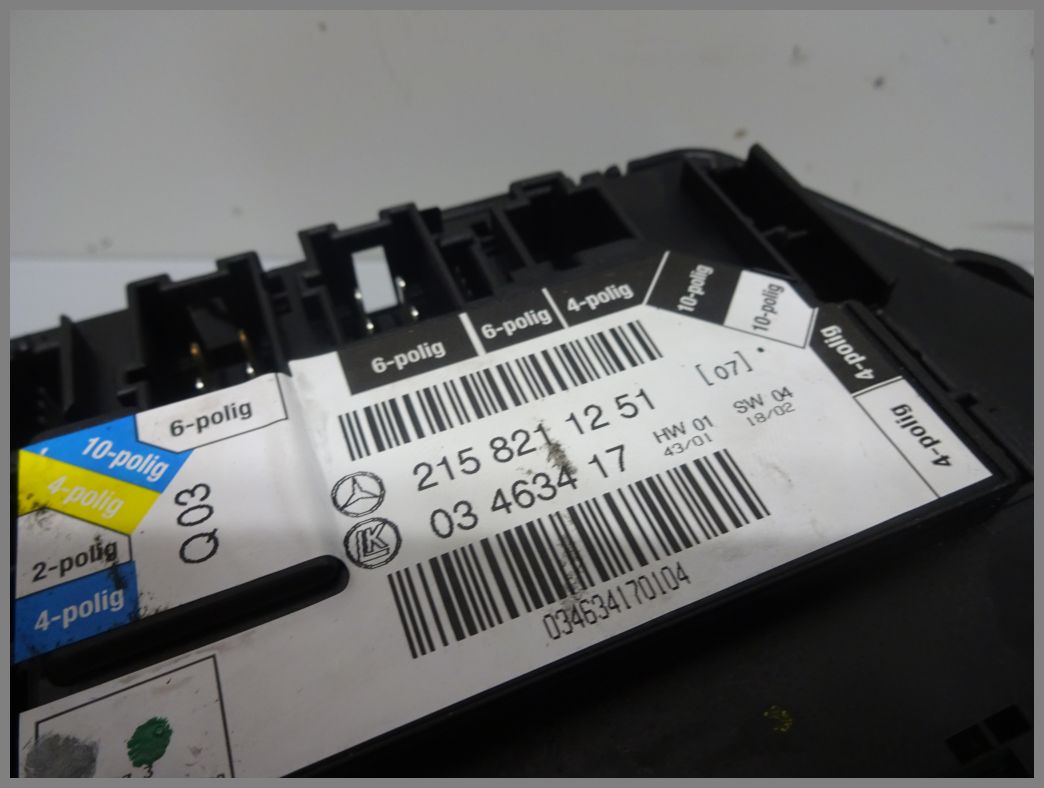 6-polig
6-polig
4-polig
10-polig
10-polig
4-polig
4-polig
6-polig
10-polig
4-polig
2-polig
4-polig
Q03
[07]
215 821 12 51
HW 01 SW 04
03 4634 17
43/01 18/02
LK
034634170104